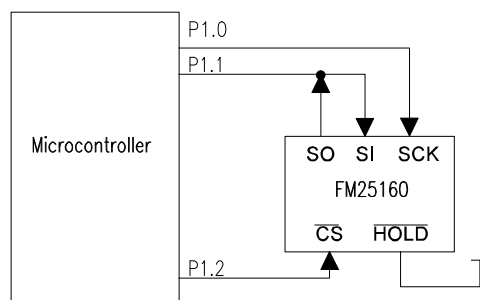 P1.0
P1.1
Microcontroller
SO SI SCK
FM25160
CS HOLD
P1.2